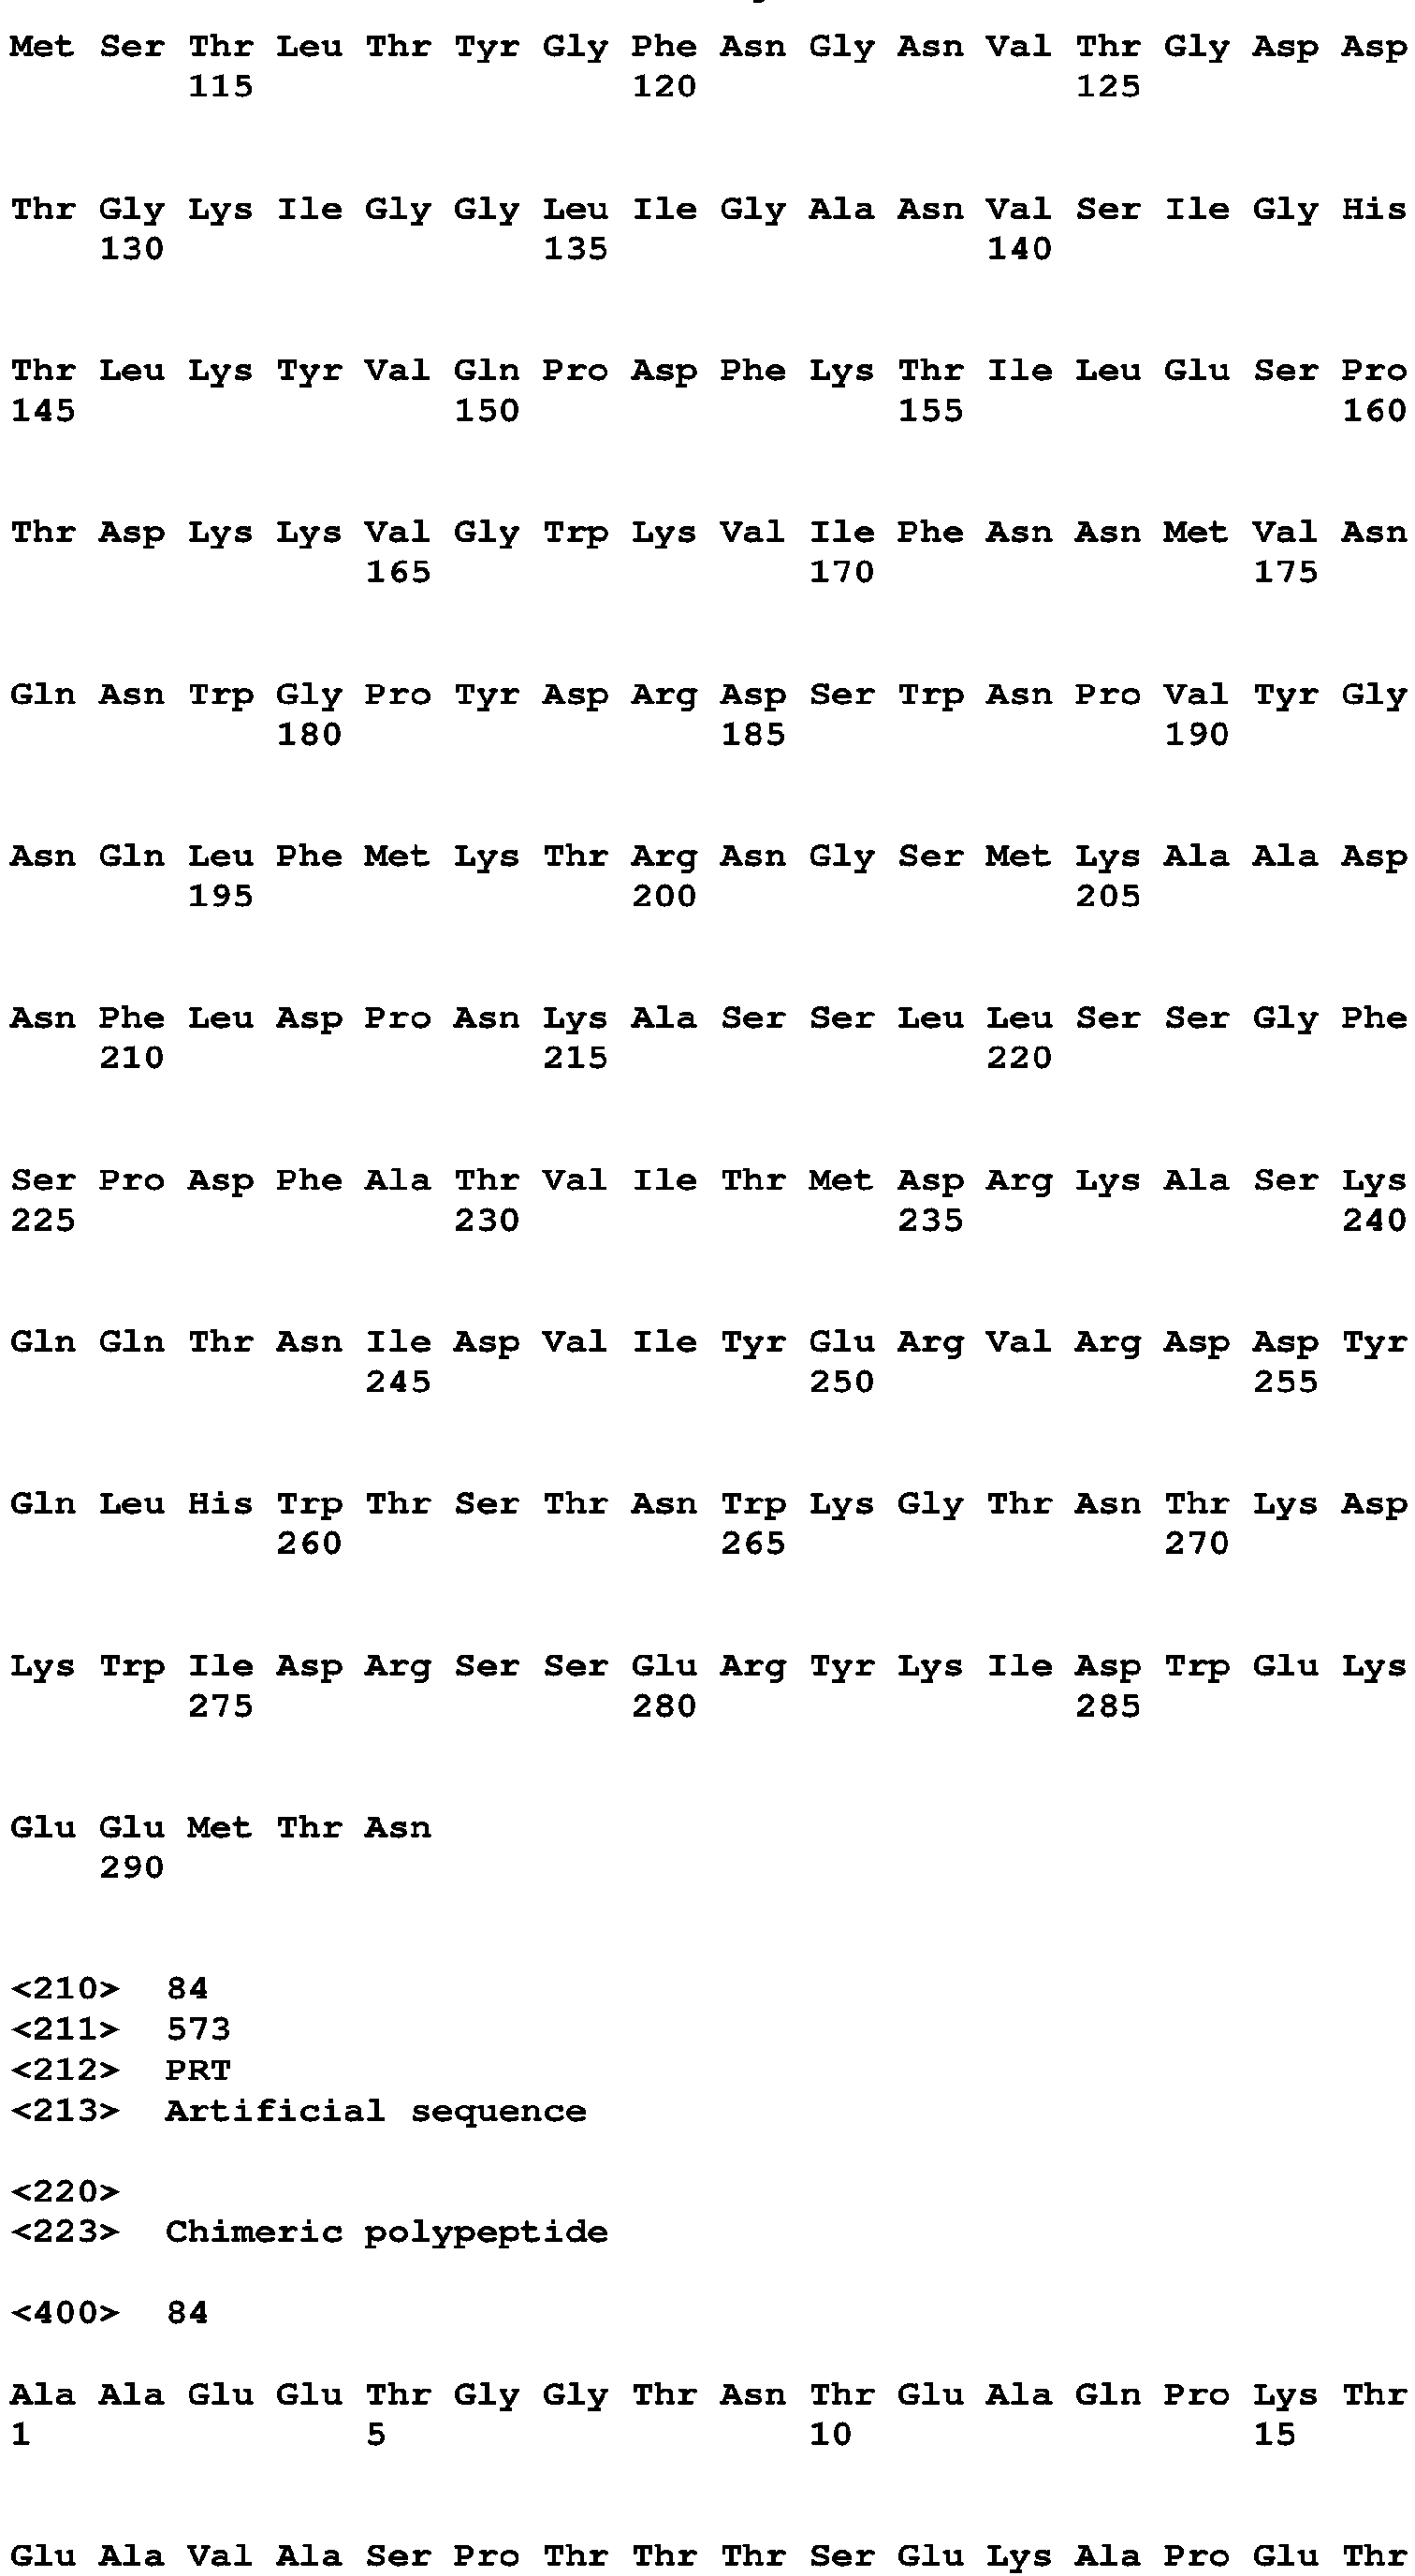 Met Ser Thr Leu Thr Tyr Gly Phe Asn Gly Asn Val Thr Gly Asp Asp
115 120 125
Thr Gly Lys Ile Gly Gly Leu Ile Gly Ala Asn Val Ser Ile Gly His
130 135 140
Thr Leu Lys Tyr Val Gln Pro Asp Phe Lys Thr Ile Leu Glu Ser Pro
145 150 155 160
Thr Asp Lys Lys Val Gly Trp Lys Val Ile Phe Asn Asn Met Val Asn
165 170 175
Gln Asn Trp Gly Pro Tyr Asp Arg Asp Ser Trp Asn Pro Val Tyr Gly
180 185 190
Asn Gln Leu Phe Met Lys Thr Arg Asn Gly Ser Met Lys Ala Ala Asp
195 200 205
Asn Phe Leu Asp Pro Asn Lys Ala Ser Ser Leu Leu Ser Ser Gly Phe
210 215 220
Ser Pro Asp Phe Ala Thr Val Ile Thr Met Asp Arg Lys Ala Ser Lys
225 230 235 240
Gln Gln Thr Asn Ile Asp Val Ile Tyr Glu Arg Val Arg Asp Asp Tyr
245 250 255
Gln Leu His Trp Thr Ser Thr Asn Trp Lys Gly Thr Asn Thr Lys Asp
260 265 270
Lys Trp Ile Asp Arg Ser Ser Glu Arg Tyr Lys Ile Asp Trp Glu Lys
275 280 285
Glu Glu Met Thr Asn
290
<210> 84
<211> 573
<212> PRT
<213> Artificial sequence
<220>
<223> Chimeric polypeptide
<400> 84
Ala Ala Glu Glu Thr Gly Gly Thr Asn Thr Glu Ala Gln Pro Lys Thr
1 5 10 15
Glu Ala Val Ala Ser Pro Thr Thr Thr Ser Glu Lys Ala Pro Glu Thr